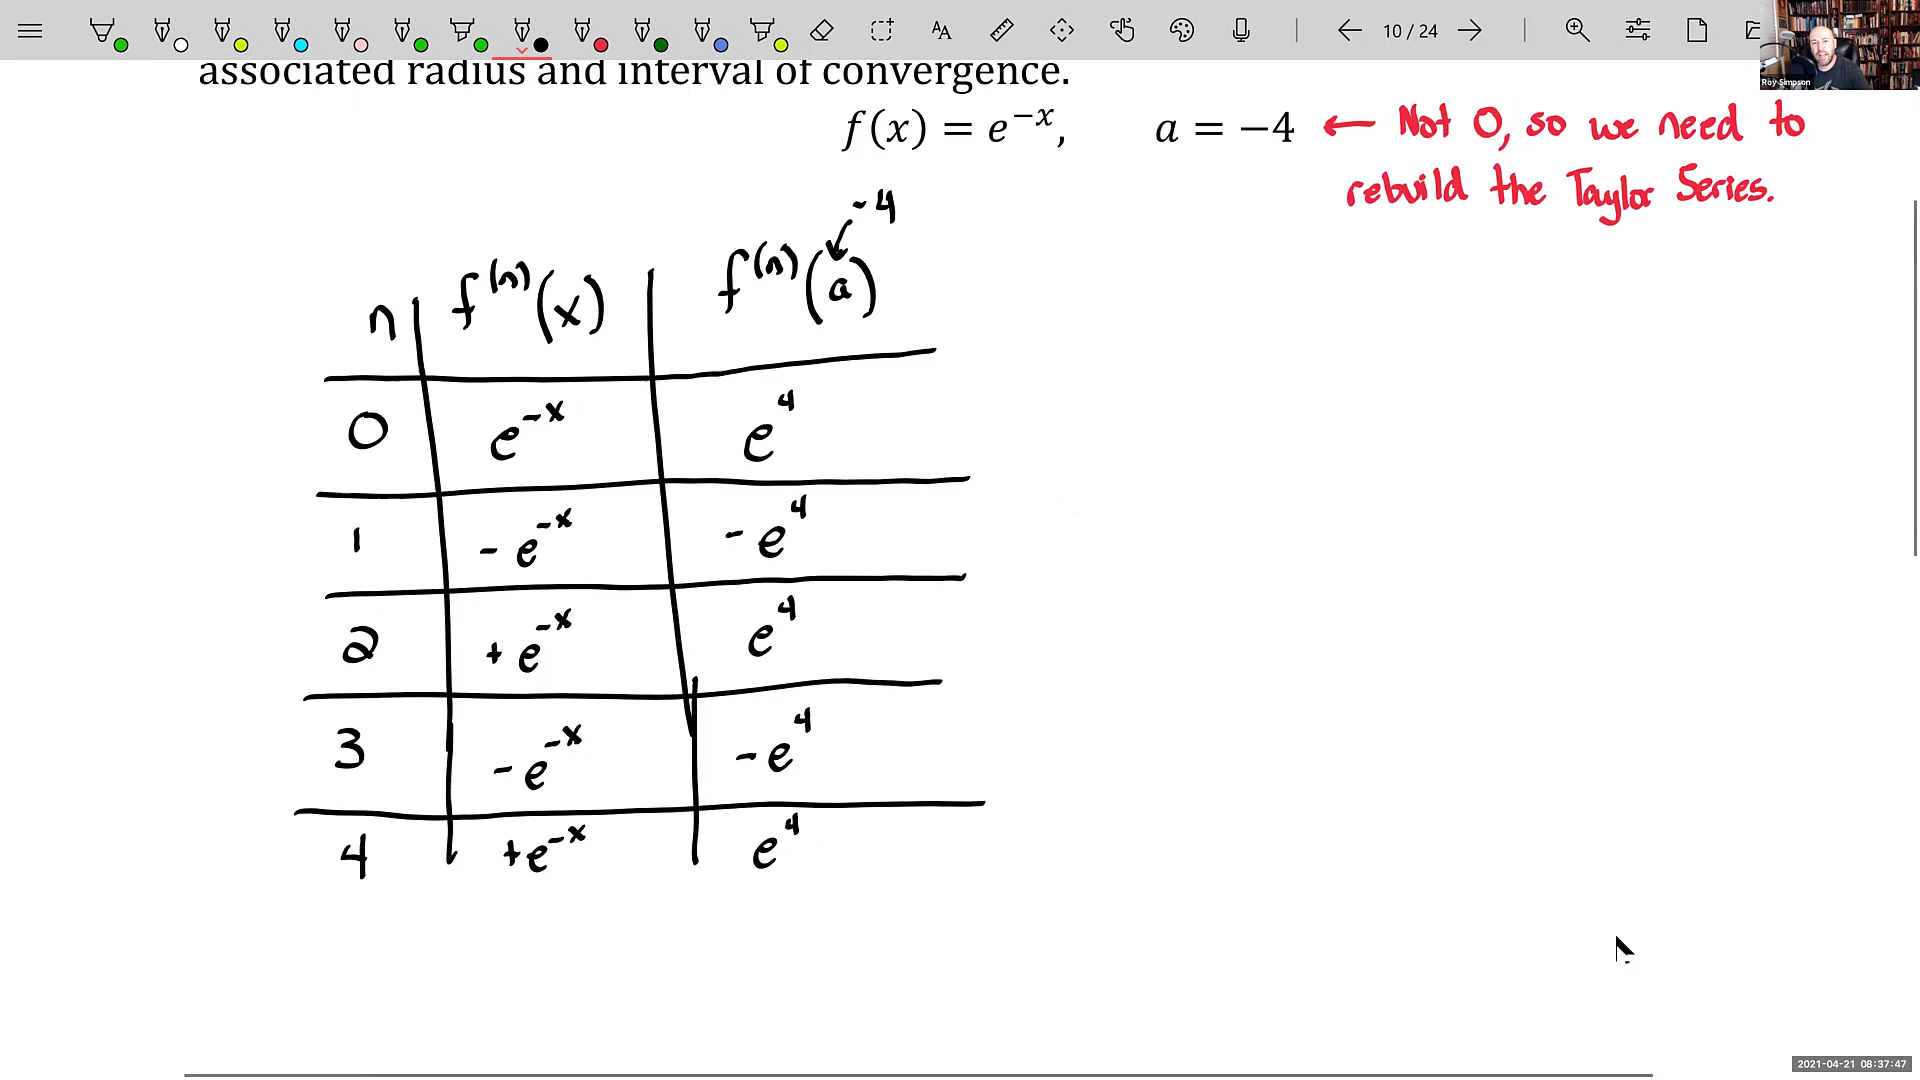 10 / 24
Roy Simpson
associated radius and interval of convergence.
f(x) = e^{-x}, a = −4 ← Not 0, so we need to
rebuild the Taylor Series.
-4
n f^{(n)}(x) f^{(n)}(a)
0 e^{-x} e^4
1 - e^{-x} - e^4
2 + e^{-x} e^4
3 - e^{-x} - e^4
4 + e^{-x} e^4
2021-04-21 08:37:47